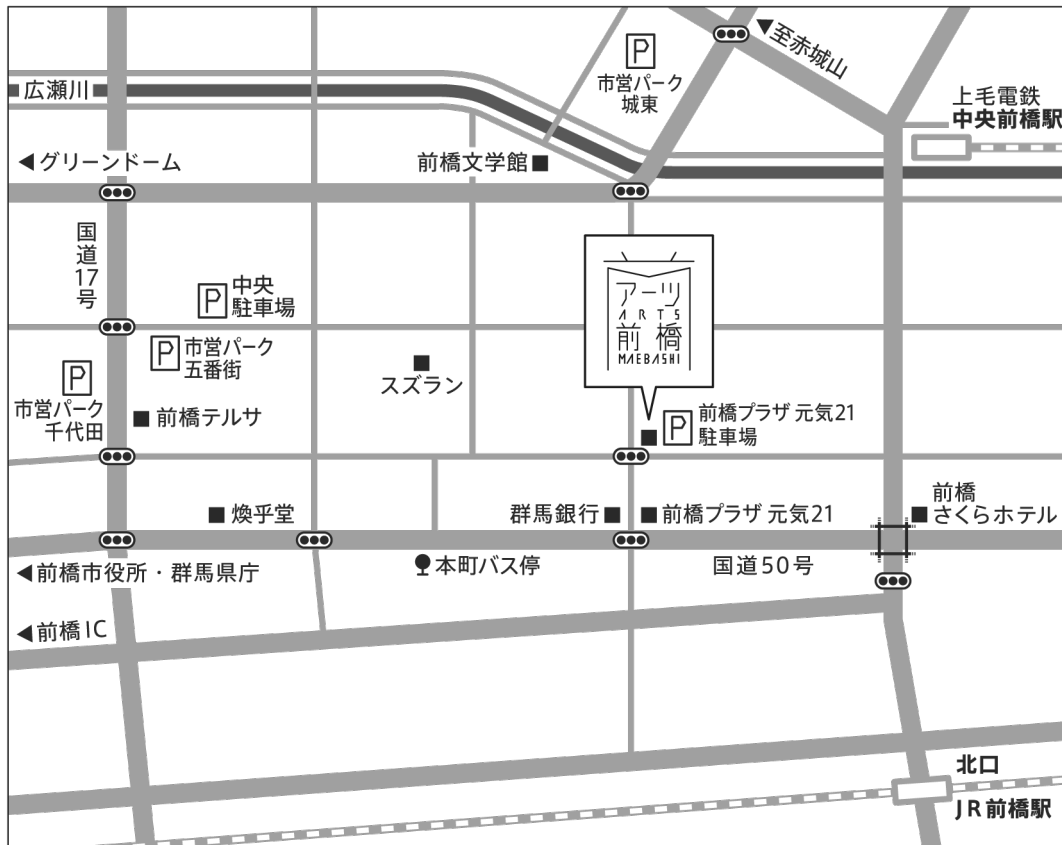 至赤城山
市営パーク
城東
広瀬川
上毛電鉄
中央前橋駅
グリーンドーム
前橋文学館
国道17号
アーツ
ARTS
前橋
MAEBASHI
P
中央
駐車場
P
市営パーク
五番街
P
市営パーク
千代田
スズラン
前橋テルサ
P
前橋プラザ 元気21
駐車場
煥乎堂
群馬銀行
前橋プラザ 元気21
前橋
さくらホテル
本町バス停
国道50号
前橋市役所・群馬県庁
前橋IC
北口
JR前橋駅
P